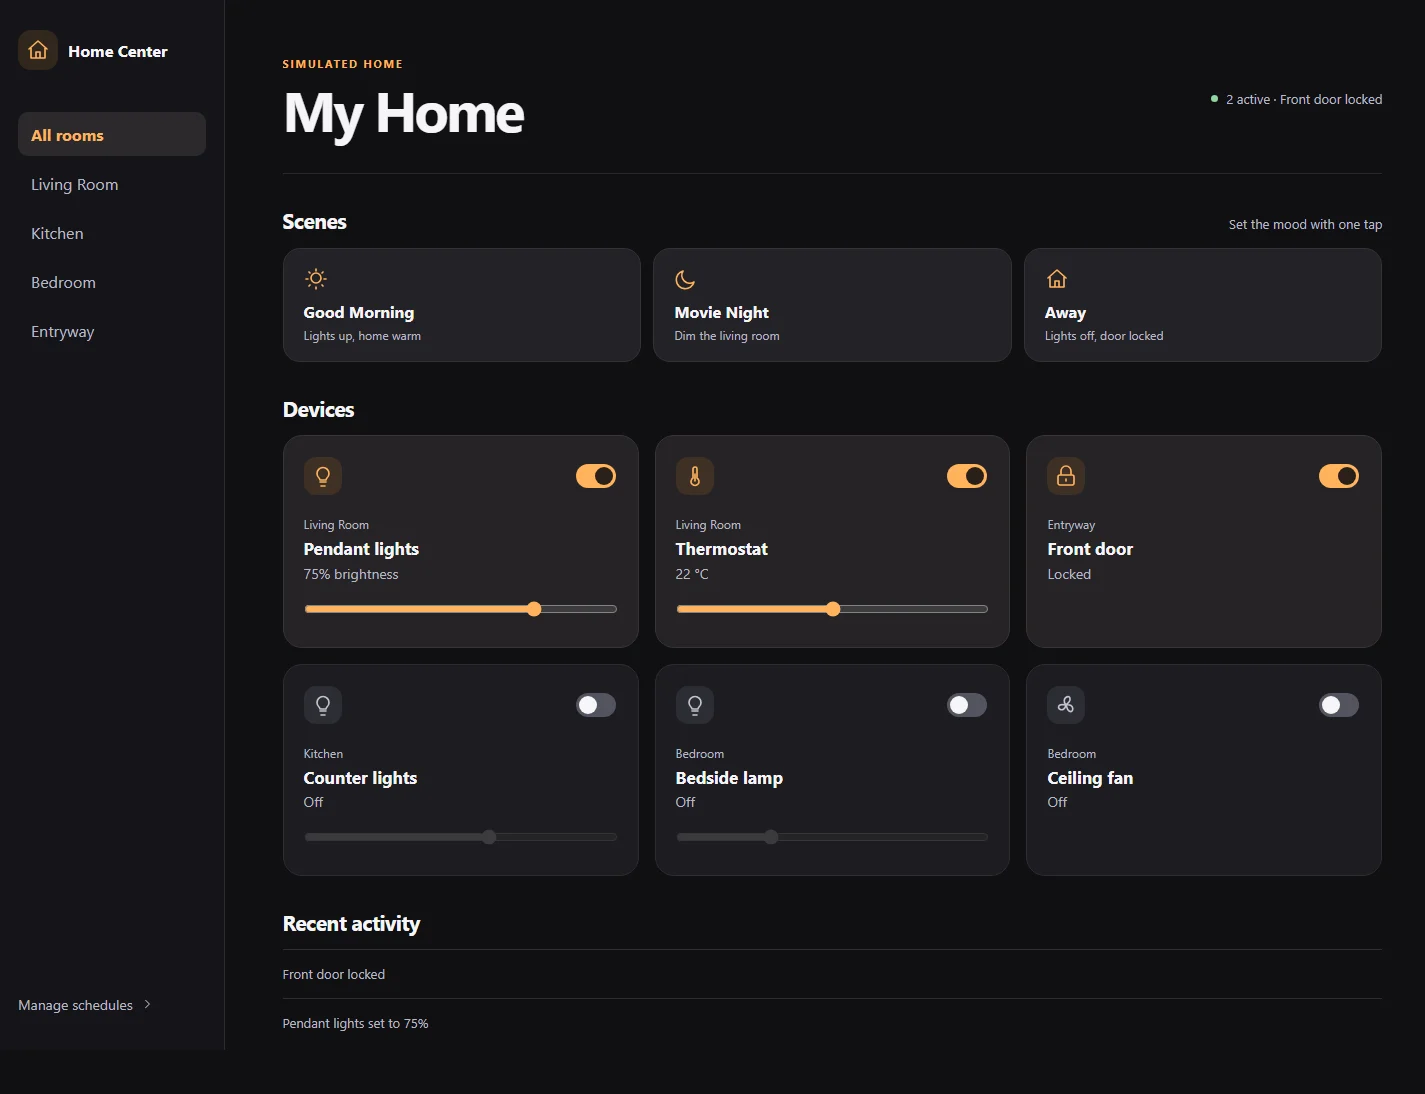 Home Center
All rooms
Living Room
Kitchen
Bedroom
Entryway
Manage schedules
SIMULATED HOME
My Home
2 active · Front door locked
Scenes
Set the mood with one tap
Good Morning
Lights up, home warm
Movie Night
Dim the living room
Away
Lights off, door locked
Devices
Living Room
Pendant lights
75% brightness
Living Room
Thermostat
22 °C
Entryway
Front door
Locked
Kitchen
Counter lights
Off
Bedroom
Bedside lamp
Off
Bedroom
Ceiling fan
Off
Recent activity
Front door locked
Pendant lights set to 75%